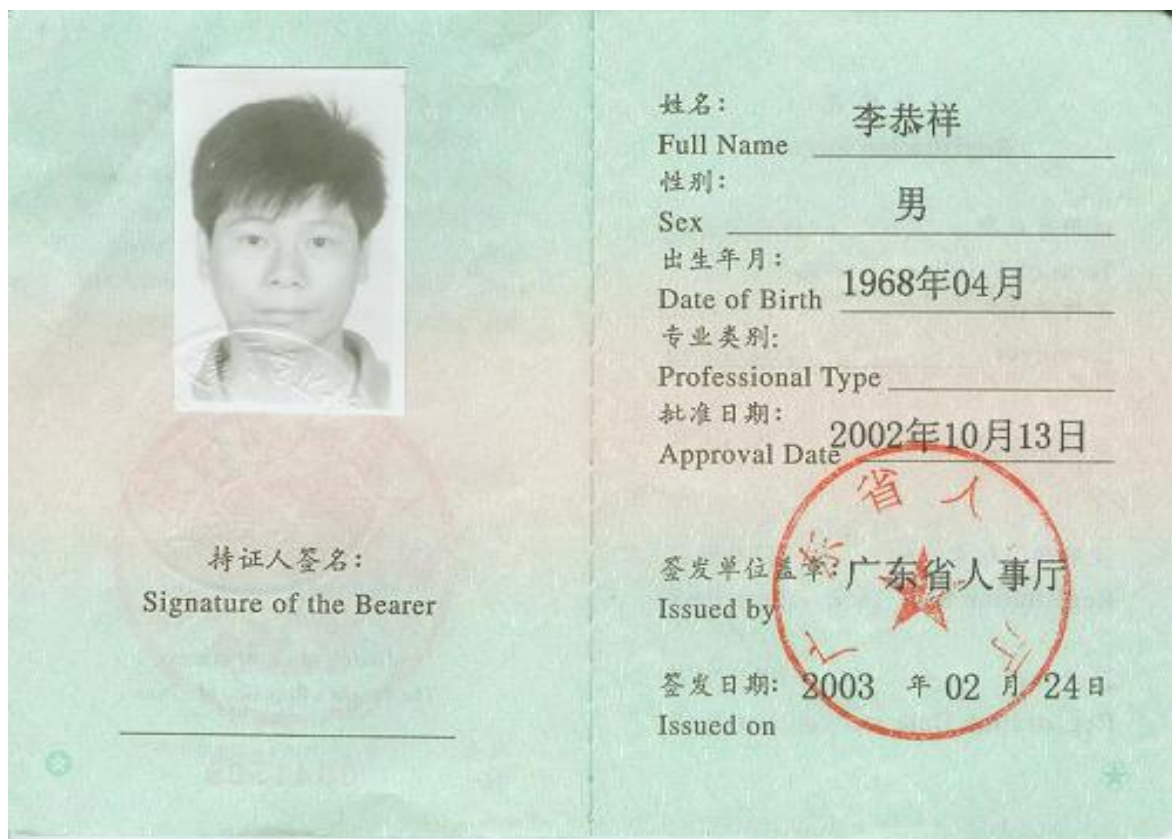 持证人签名:
Signature of the Bearer
姓名: 李恭祥
Full Name
性别: 男
Sex
出生年月: 1968年04月
Date of Birth
专业类别:
Professional Type
批准日期: 2002年10月13日
Approval Date
签发单位盖章: 广东省人事厅
Issued by
签发日期: 2003 年 02 月 24日
Issued on